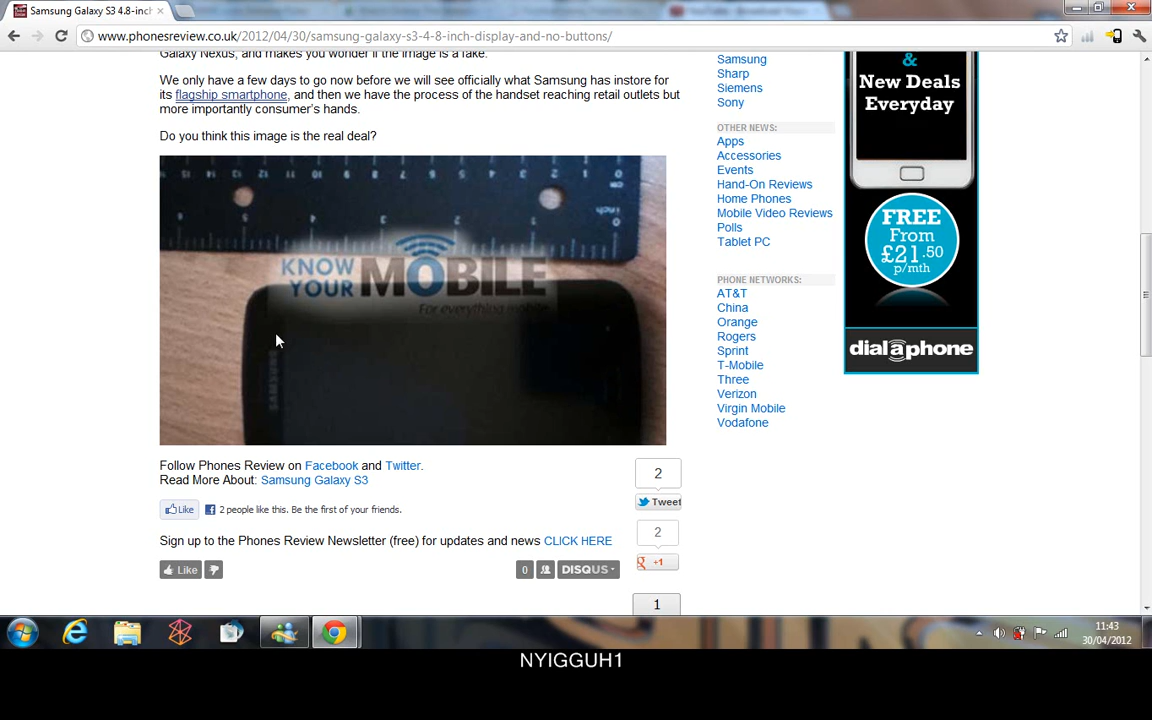 Samsung Galaxy S3 4.8-inch
www.phonesreview.co.uk/2012/04/30/samsung-galaxy-s3-4-8-inch-display-and-no-buttons/
Galaxy Nexus, and makes you wonder if the image is a fake.
We only have a few days to go now before we will see officially what Samsung has instore for
its flagship smartphone, and then we have the process of the handset reaching retail outlets but
more importantly consumer's hands.
Do you think this image is the real deal?
KNOW YOUR MOBILE
For everything mobile
SAMSUNG
Follow Phones Review on Facebook and Twitter.
Read More About: Samsung Galaxy S3
Like
2 people like this. Be the first of your friends.
Sign up to the Phones Review Newsletter (free) for updates and news CLICK HERE
Like
0
DISQUS
2
Tweet
2
+1
1
Samsung
Sharp
Siemens
Sony
OTHER NEWS:
Apps
Accessories
Events
Hand-On Reviews
Home Phones
Mobile Video Reviews
Polls
Tablet PC
PHONE NETWORKS:
AT&T
China
Orange
Rogers
Sprint
T-Mobile
Three
Verizon
Virgin Mobile
Vodafone
&
New Deals
Everyday
FREE
From
£21.50
p/mth
dialaphone
11:43
30/04/2012
NYIGGUH1